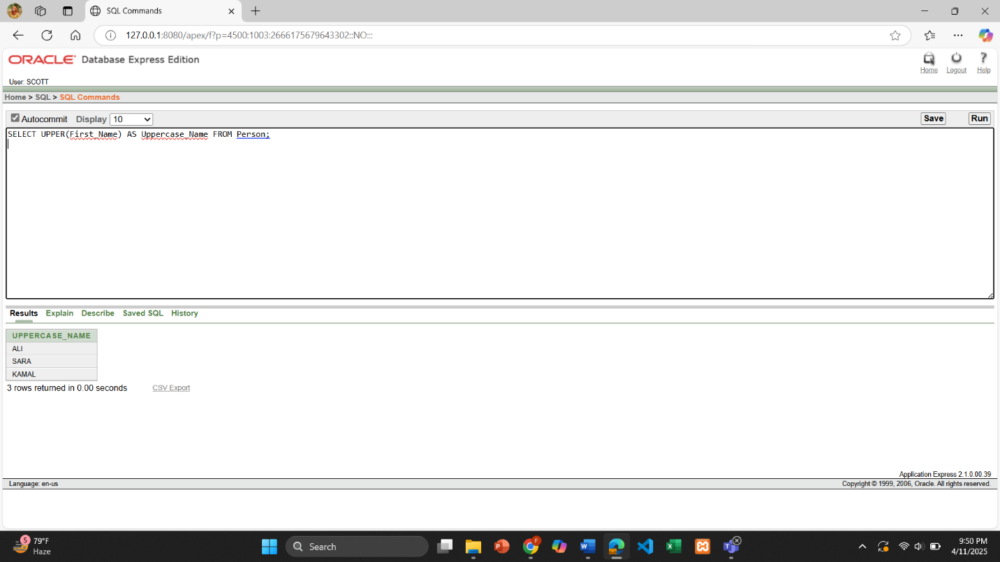 SQL Commands
127.0.0.1:8080/apex/f?p=4500:1003:2666175679643302::NO:::
ORACLE Database Express Edition
Home Logout Help
User: SCOTT
Home > SQL > SQL Commands
Autocommit Display 10 Save Run
SELECT UPPER(First_Name) AS Uppercase_Name FROM Person;
Results Explain Describe Saved SQL History
UPPERCASE_NAME
ALI
SARA
KAMAL
3 rows returned in 0.00 seconds CSV Export
Application Express 2.1.0.00.39
Language: en-us Copyright © 1999, 2006, Oracle. All rights reserved.
5 79°F
Haze
Search
9:50 PM
4/11/2025